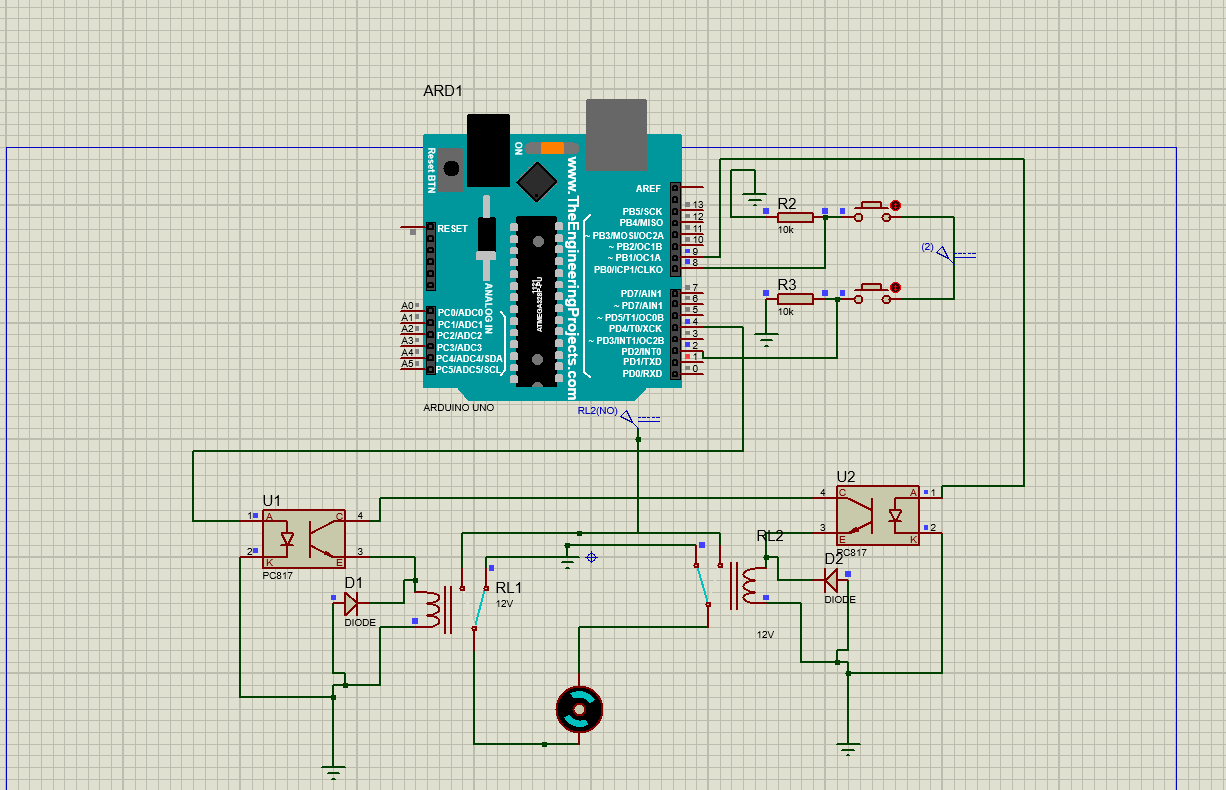 ARD1
Reset BTN
ON
www.TheEngineeringProjects.com
RESET
ANALOG IN
AREF
13
PB5/SCK
12
PB4/MISO
11
~ PB3/MOSI/OC2A
10
~ PB2/OC1B
9
~ PB1/OC1A
8
PB0/ICP1/CLKO
7
PD7/AIN1
6
~ PD7/AIN1
5
~ PD5/T1/OC0B
4
PD4/T0/XCK
3
~ PD3/INT1/OC2B
2
PD2/INT0
1
PD1/TXD
0
PD0/RXD
A0
PC0/ADC0
A1
PC1/ADC1
A2
PC2/ADC2
A3
PC3/ADC3
A4
PC4/ADC4/SDA
A5
PC5/ADC5/SCL
ARDUINO UNO
R2
10k
(2)
R3
10k
RL2(NO)
U1
1
A
C
4
2
K
E
3
PC817
D1
DIODE
RL1
12V
U2
4
C
A
1
3
E
K
2
PC817
RL2
D2
DIODE
12V